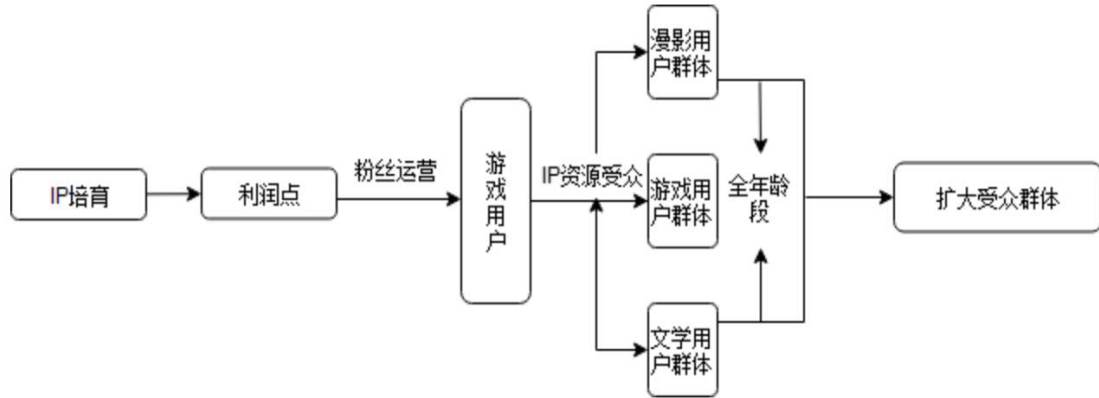 IP培育
利润点
粉丝运营
游
戏
用
户
IP资源受众
漫影用
户群体
游戏用
户群体
文学用
户群体
全年龄
段
扩大受众群体